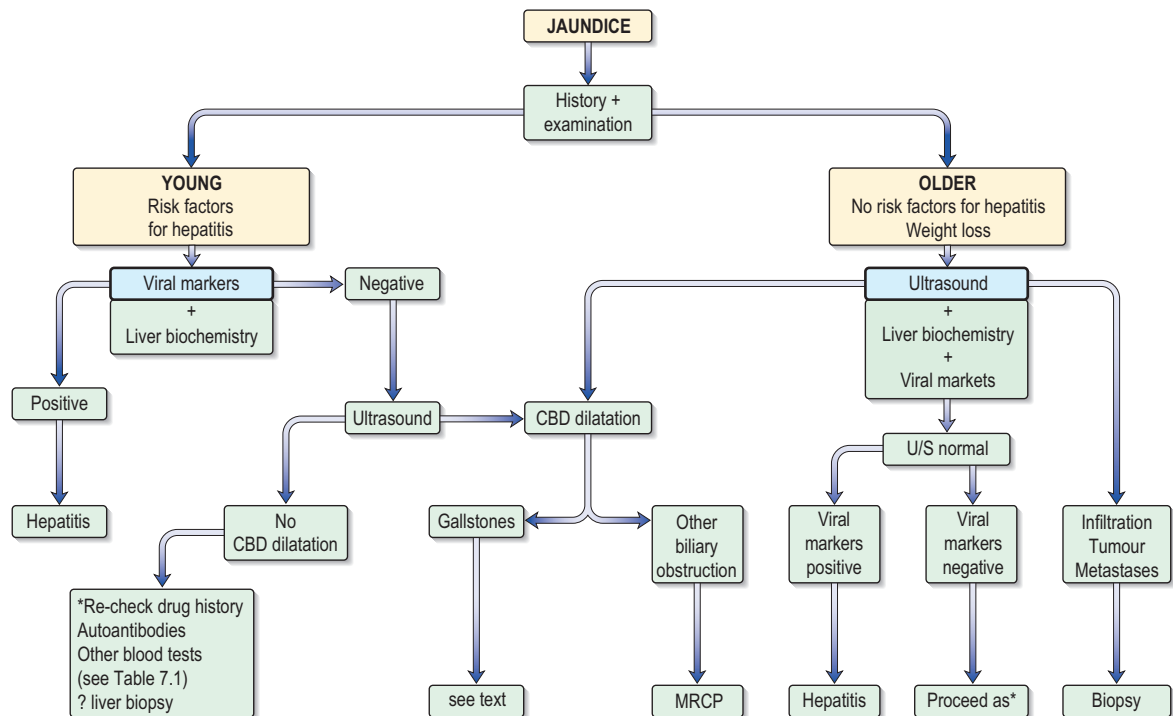 JAUNDICE
History +
examination
YOUNG
Risk factors
for hepatitis
OLDER
No risk factors for hepatitis
Weight loss
Viral markers
+
Liver biochemistry
Negative
Ultrasound
+
Liver biochemistry
+
Viral markets
Positive
Ultrasound
CBD dilatation
U/S normal
Hepatitis
No
CBD dilatation
Gallstones
Other
biliary
obstruction
Viral
markers
positive
Viral
markers
negative
Infiltration
Tumour
Metastases
*Re-check drug history
Autoantibodies
Other blood tests
(see Table 7.1)
? liver biopsy
see text
MRCP
Hepatitis
Proceed as*
Biopsy